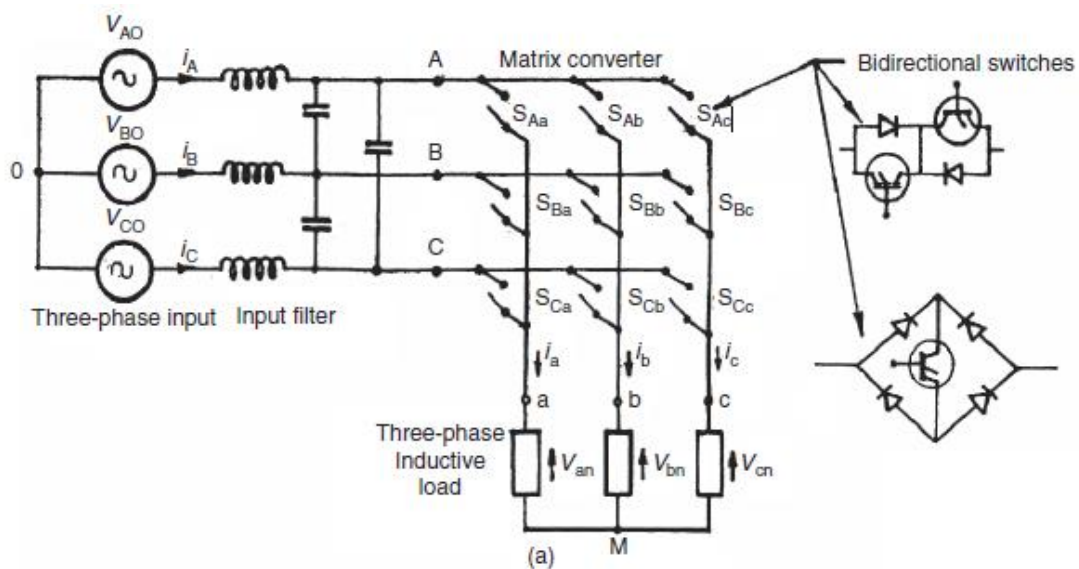 V_AO
i_A
A
Matrix converter
Bidirectional switches
S_Aa
S_Ab
S_Ac
V_BO
i_B
B
0
S_Ba
S_Bb
S_Bc
V_CO
i_C
C
S_Ca
S_Cb
S_Cc
Three-phase input
Input filter
i_a
i_b
i_c
a
b
c
Three-phase
Inductive
load
V_an
V_bn
V_cn
M
(a)